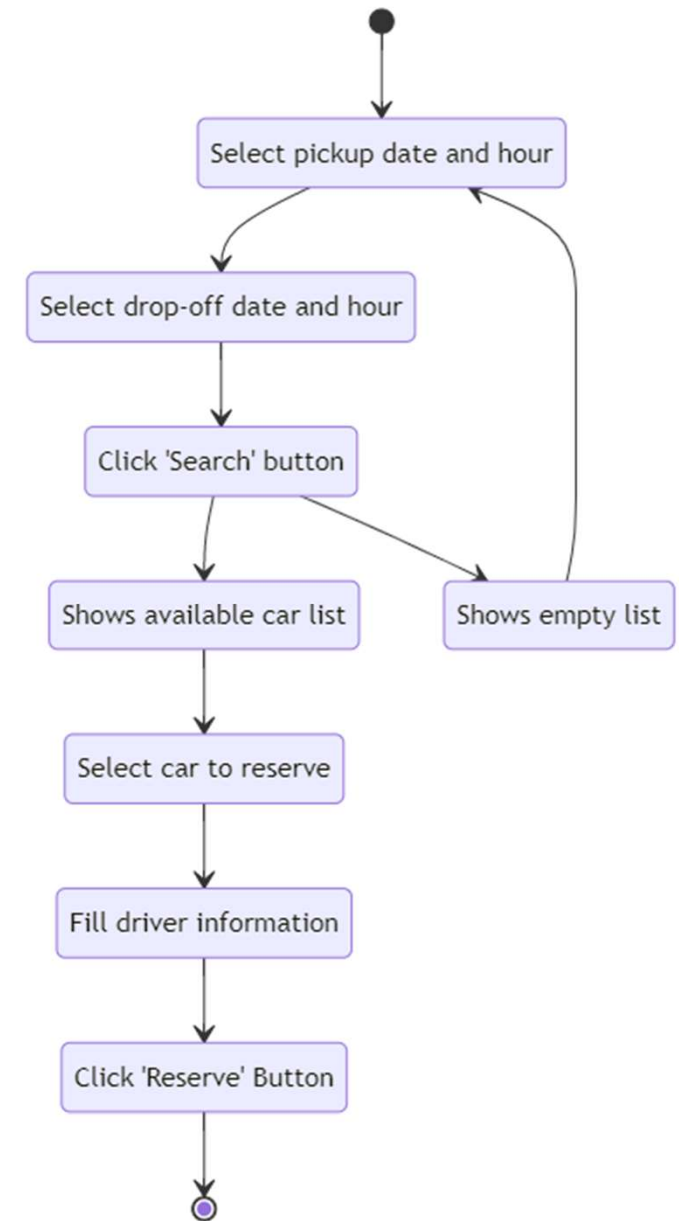 Select pickup date and hour
Select drop-off date and hour
Click 'Search' button
Shows available car list
Shows empty list
Select car to reserve
Fill driver information
Click 'Reserve' Button